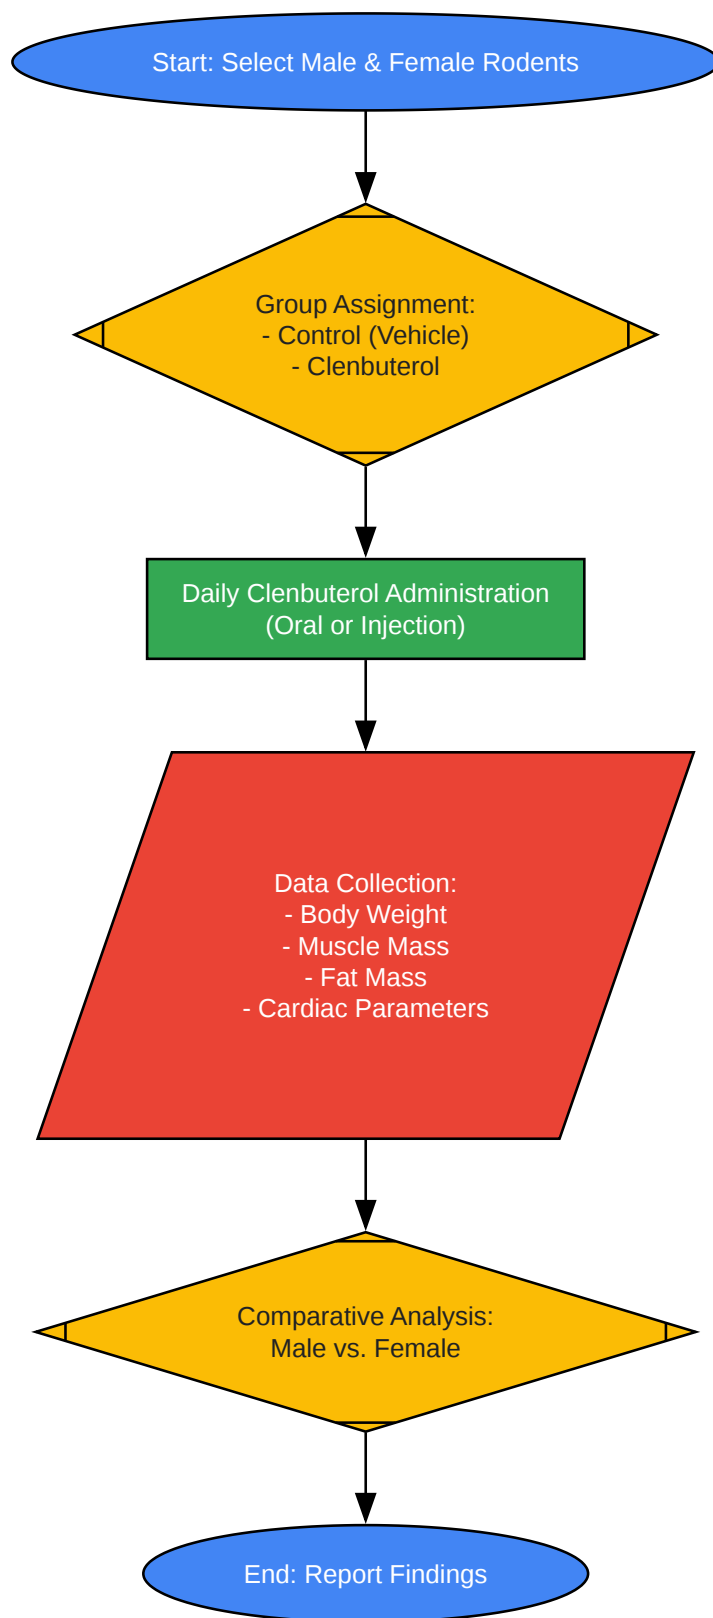 Start: Select Male & Female Rodents
Group Assignment:
- Control (Vehicle)
- Clenbuterol
Daily Clenbuterol Administration
(Oral or Injection)
Data Collection:
- Body Weight
- Muscle Mass
- Fat Mass
- Cardiac Parameters
Comparative Analysis:
Male vs. Female
End: Report Findings